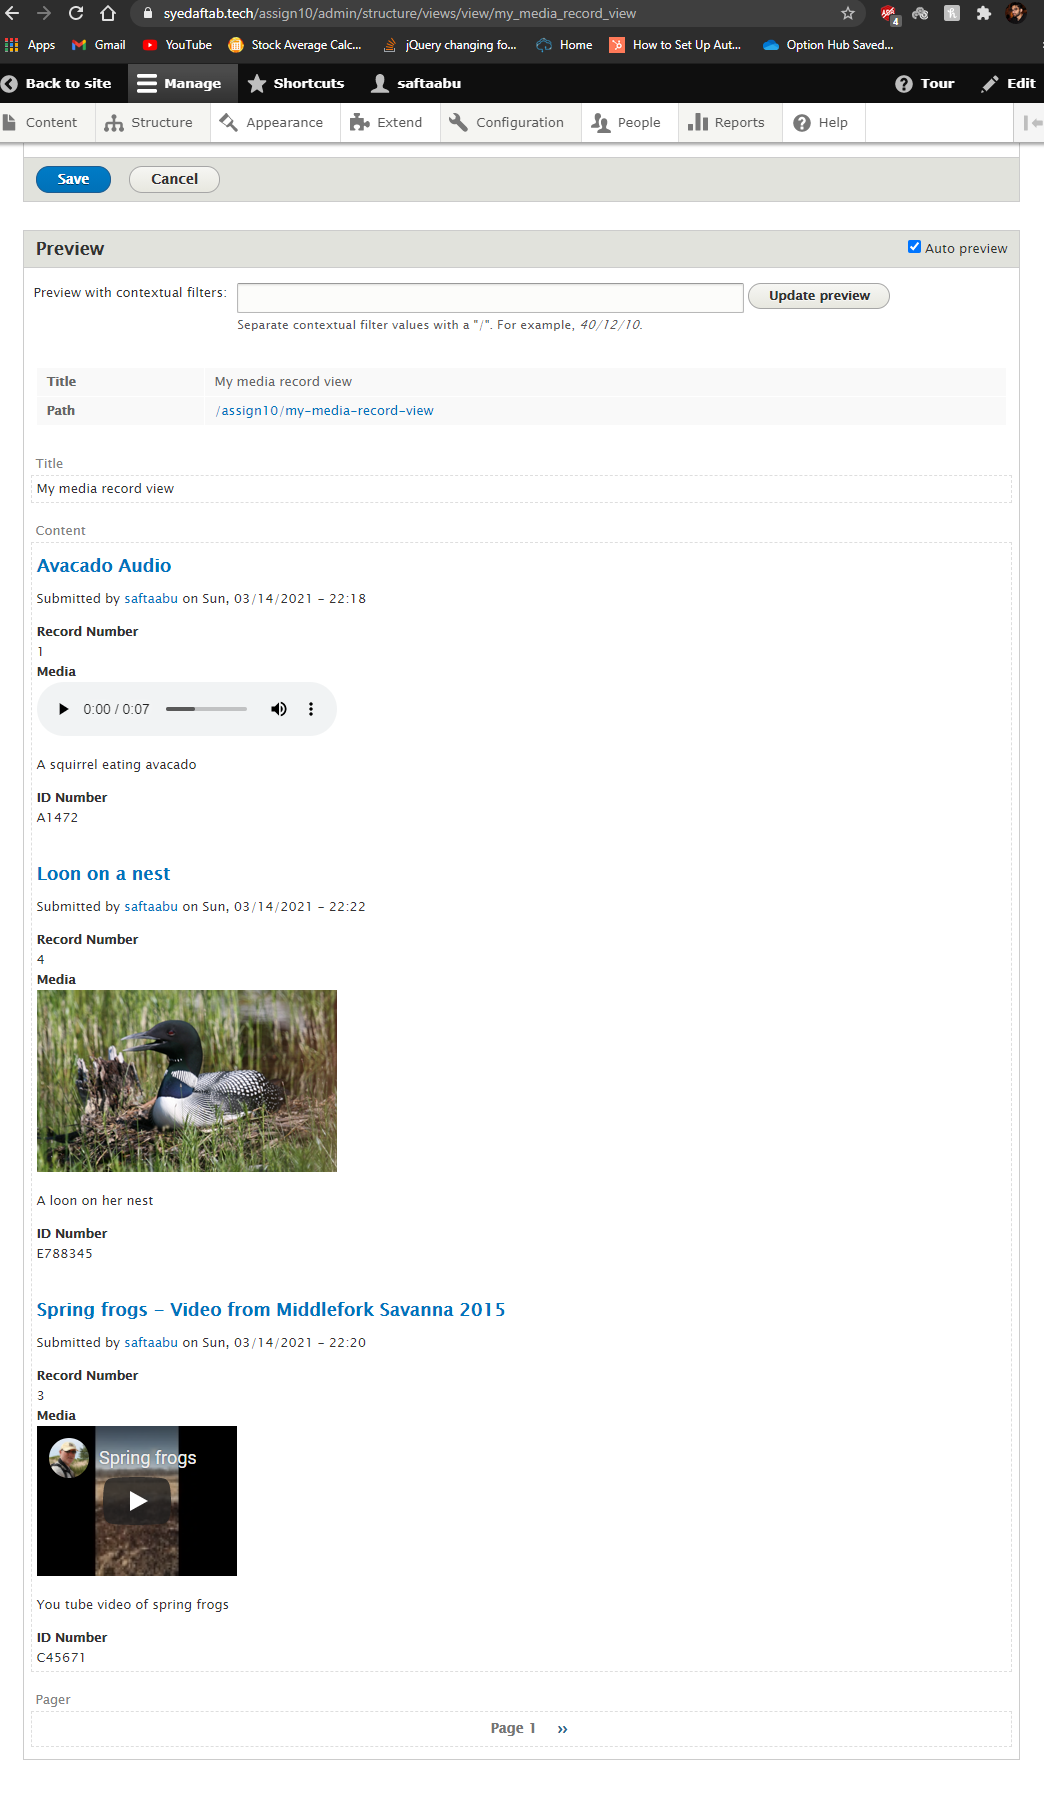 syedaftab.tech/assign10/admin/structure/views/view/my_media_record_view
4
Apps Gmail YouTube Stock Average Calc... jQuery changing fo... Home How to Set Up Aut... Option Hub Saved...
Back to site Manage Shortcuts saftaabu Tour Edit
Content Structure Appearance Extend Configuration People Reports Help
Save Cancel
Preview Auto preview
Preview with contextual filters: Update preview
Separate contextual filter values with a "/". For example, 40/12/10.
Title My media record view
Path /assign10/my-media-record-view
Title
My media record view
Content
Avacado Audio
Submitted by saftaabu on Sun, 03/14/2021 - 22:18
Record Number
1
Media
0:00 / 0:07
A squirrel eating avacado
ID Number
A1472
Loon on a nest
Submitted by saftaabu on Sun, 03/14/2021 - 22:22
Record Number
4
Media
A loon on her nest
ID Number
E788345
Spring frogs - Video from Middlefork Savanna 2015
Submitted by saftaabu on Sun, 03/14/2021 - 22:20
Record Number
3
Media
Spring frogs
You tube video of spring frogs
ID Number
C45671
Pager
Page 1 ››